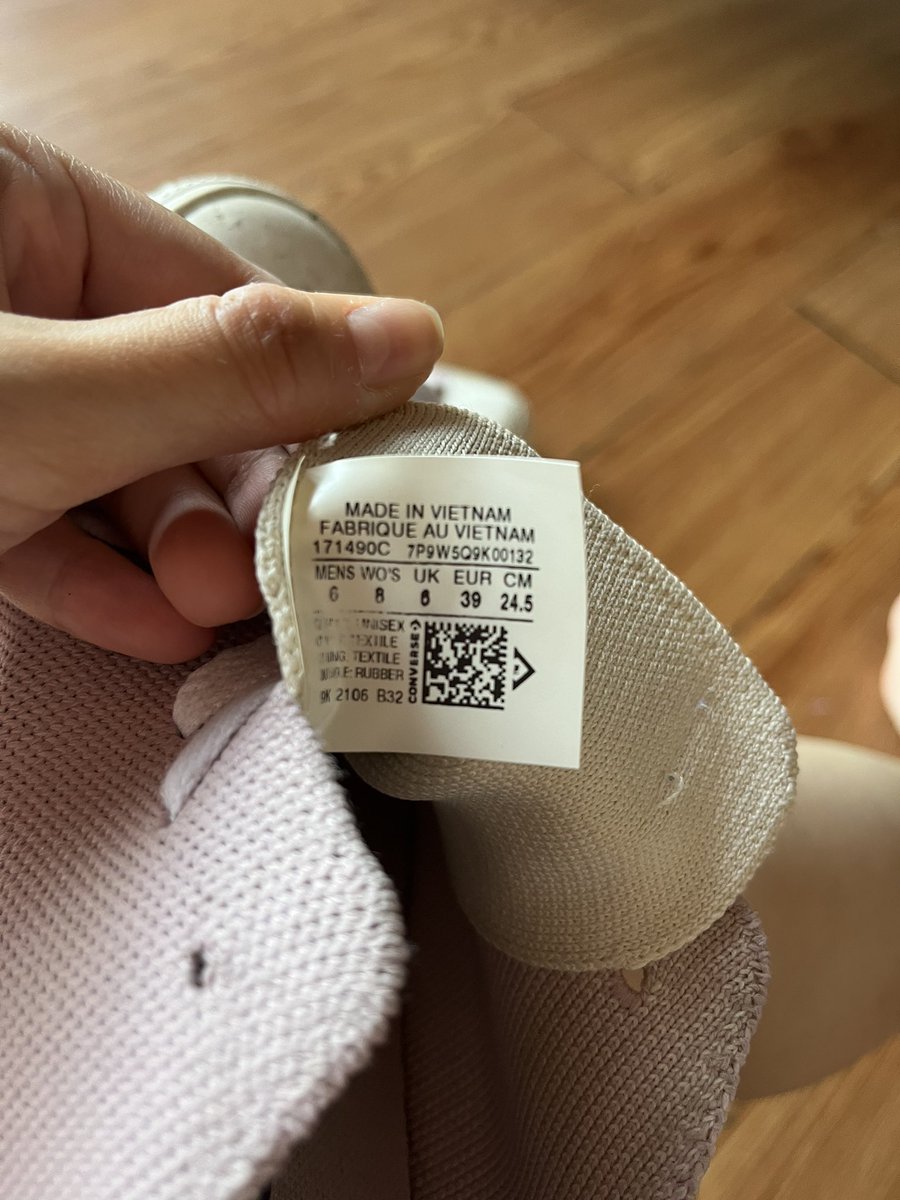 MADE IN VIETNAM
FABRIQUE AU VIETNAM
171490C 7P9W5Q9K00132
MENS WO'S UK EUR CM
6 8 6 39 24.5
UNISEX
TEXTILE
TEXTILE
RUBBER
2106 B32
CONVERSE